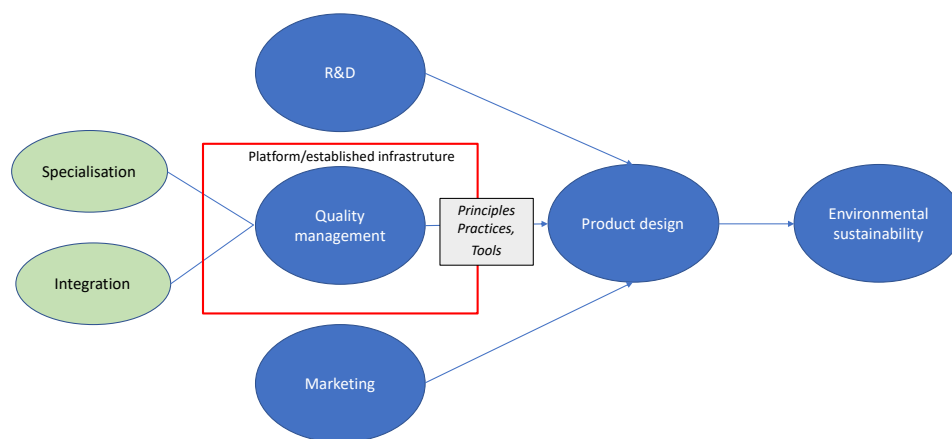 R&D
Platform/established infrastruture
Specialisation
Quality
management
Principles
Practices,
Tools
Product design
Environmental
sustainability
Integration
Marketing